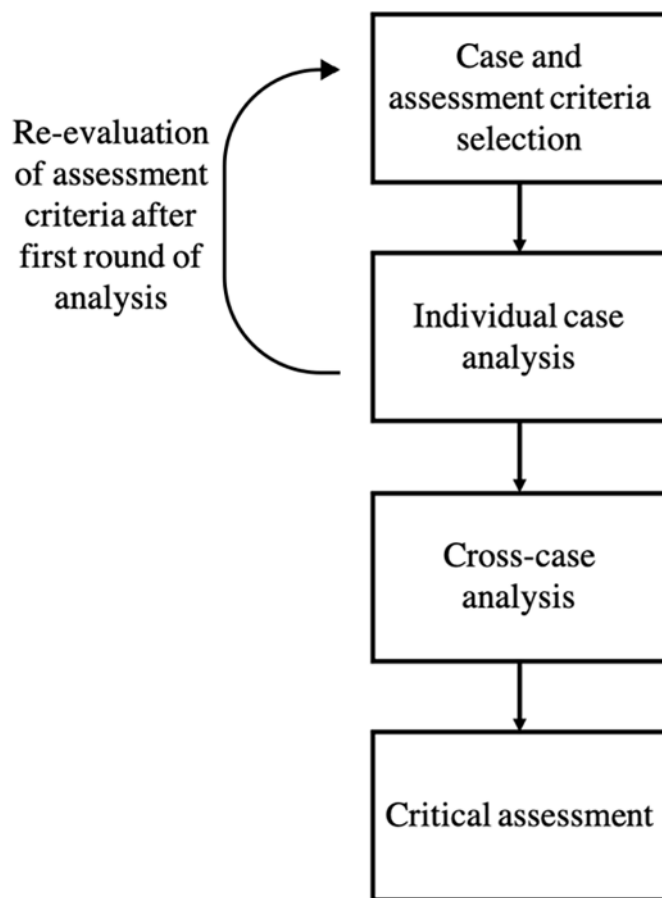 Case and
assessment criteria
selection
Re-evaluation
of assessment
criteria after
first round of
analysis
Individual case
analysis
Cross-case
analysis
Critical assessment